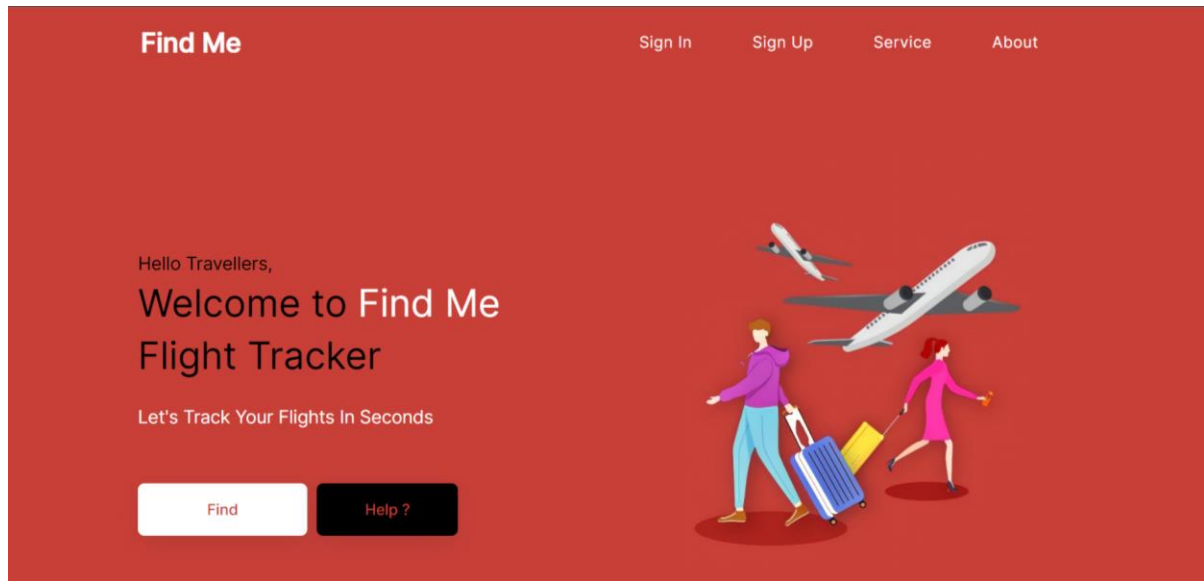 Find Me
Sign In
Sign Up
Service
About
Hello Travellers,
Welcome to Find Me
Flight Tracker
Let's Track Your Flights In Seconds
Find
Help ?